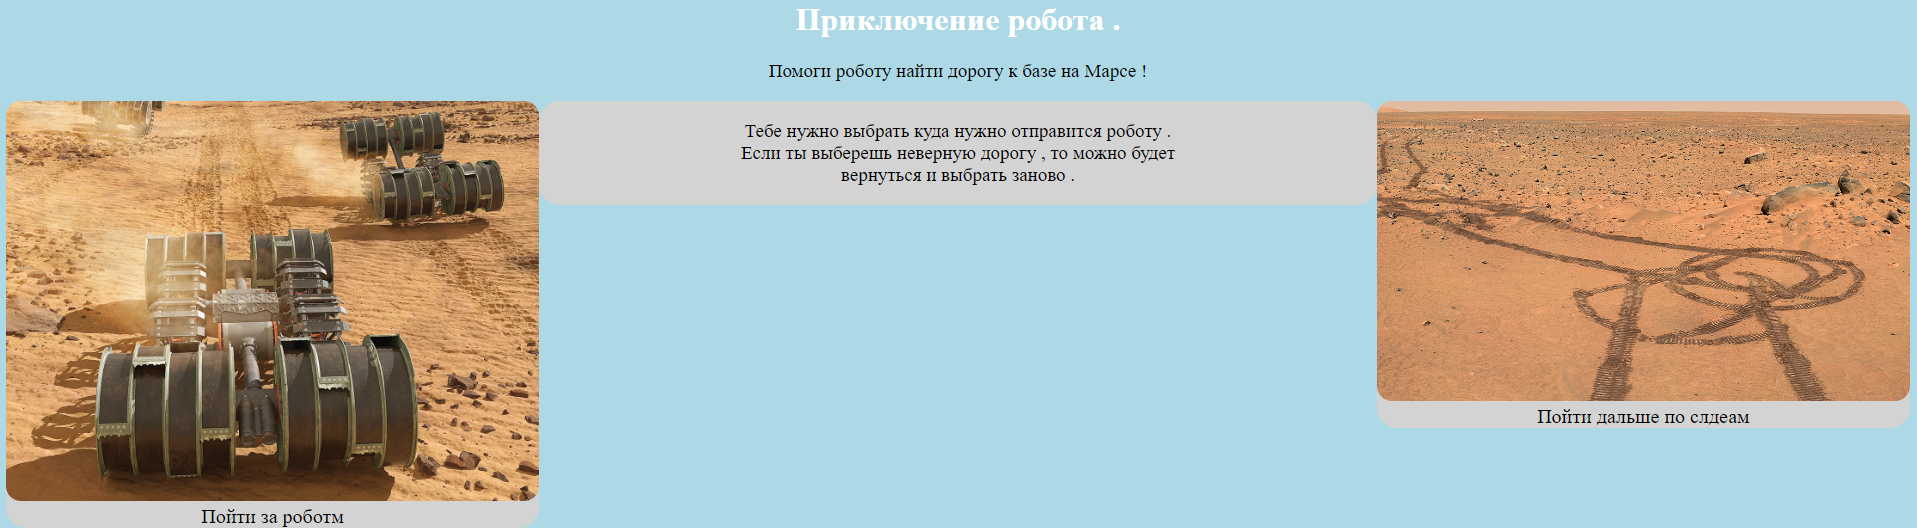 Приключение робота .
Помоги роботу найти дорогу к базе на Марсе !
Тебе нужно выбрать куда нужно отправится роботу .
Если ты выберешь неверную дорогу , то можно будет
вернуться и выбрать заново .
Пойти дальше по слдеам
Пойти за роботм